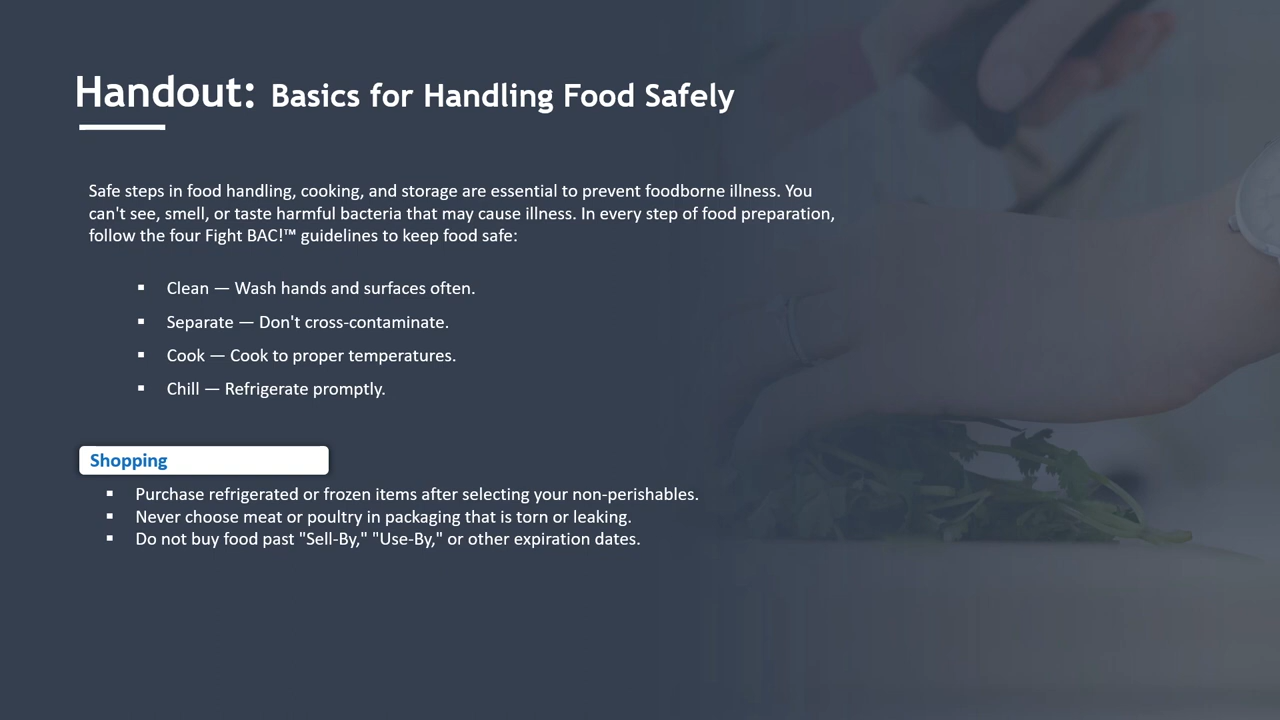 Handout: Basics for Handling Food Safely
Safe steps in food handling, cooking, and storage are essential to prevent foodborne illness. You
can't see, smell, or taste harmful bacteria that may cause illness. In every step of food preparation,
follow the four Fight BAC!™ guidelines to keep food safe:
▪ Clean — Wash hands and surfaces often.
▪ Separate — Don't cross-contaminate.
▪ Cook — Cook to proper temperatures.
▪ Chill — Refrigerate promptly.
Shopping
▪ Purchase refrigerated or frozen items after selecting your non-perishables.
▪ Never choose meat or poultry in packaging that is torn or leaking.
▪ Do not buy food past "Sell-By," "Use-By," or other expiration dates.